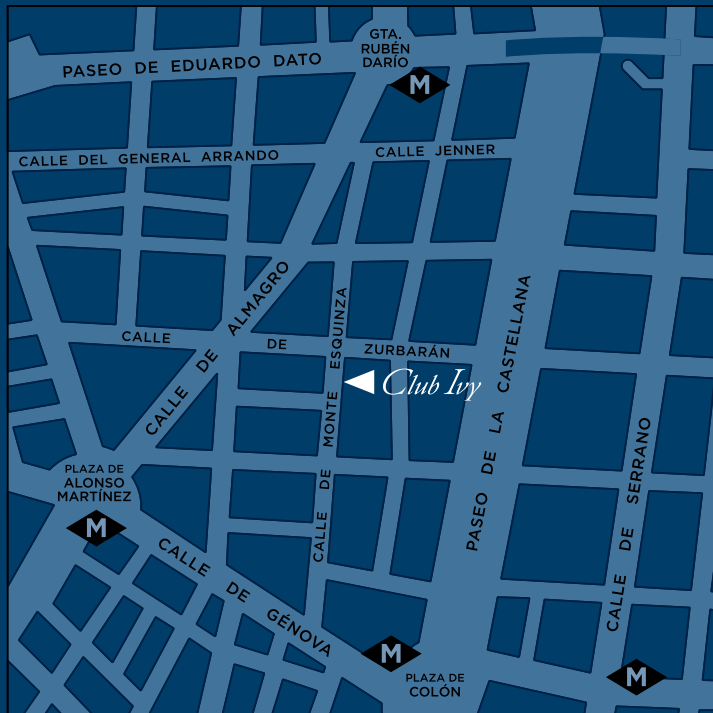 GTA.
RUBÉN
DARÍO
M
PASEO DE EDUARDO DATO
CALLE DEL GENERAL ARRANDO
CALLE JENNER
CALLE DE ALMAGRO
CALLE DE ZURBARÁN
CALLE DE MONTE ESQUINZA
Club Ivy
PASEO DE LA CASTELLANA
CALLE DE SERRANO
PLAZA DE
ALONSO
MARTÍNEZ
M
CALLE DE GÉNOVA
M
PLAZA DE
COLÓN
M